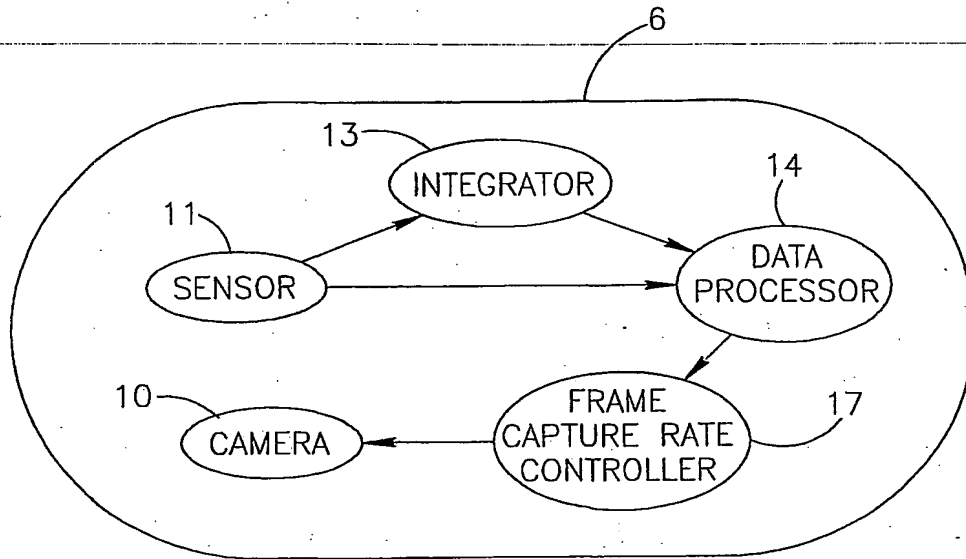 6
13
INTEGRATOR
14
11
DATA
PROCESSOR
SENSOR
10
FRAME
CAPTURE RATE
CONTROLLER
17
CAMERA